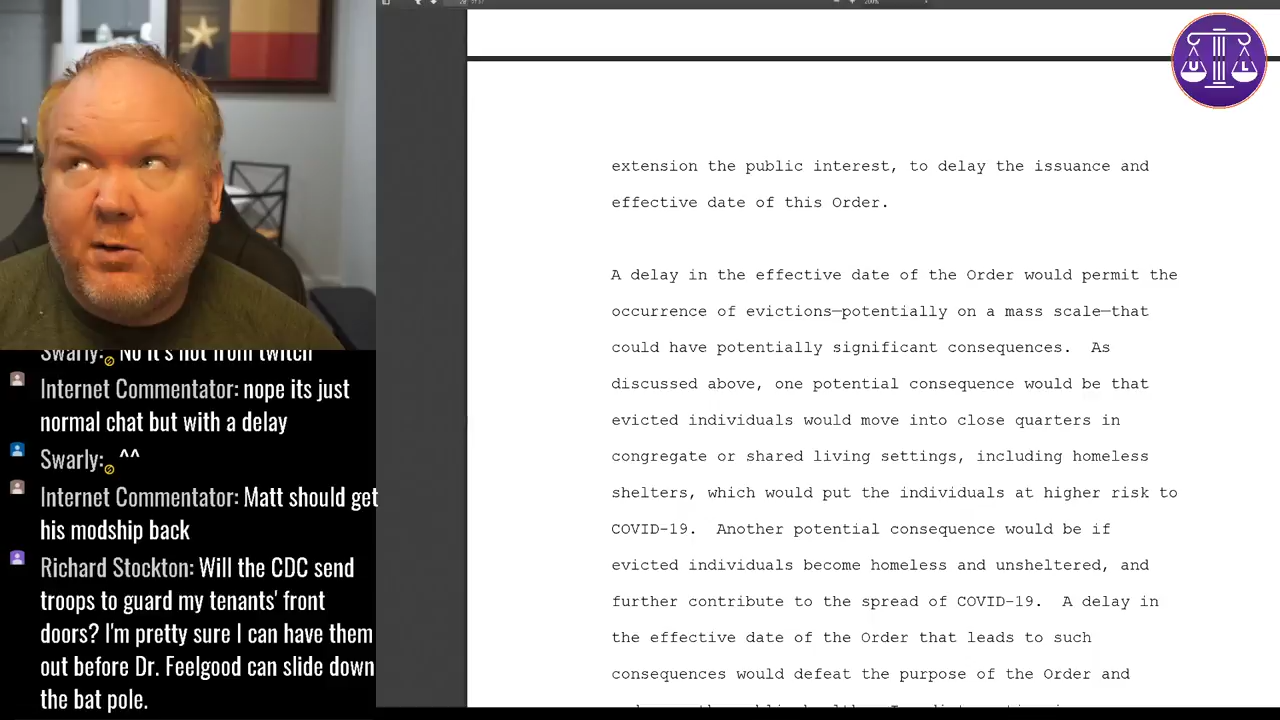 200%
U L
extension the public interest, to delay the issuance and
effective date of this Order.
A delay in the effective date of the Order would permit the
occurrence of evictions—potentially on a mass scale—that
could have potentially significant consequences. As
discussed above, one potential consequence would be that
evicted individuals would move into close quarters in
congregate or shared living settings, including homeless
shelters, which would put the individuals at higher risk to
COVID-19. Another potential consequence would be if
evicted individuals become homeless and unsheltered, and
further contribute to the spread of COVID-19. A delay in
the effective date of the Order that leads to such
consequences would defeat the purpose of the Order and
Swarly: No it's not from twitch
Internet Commentator: nope its just
normal chat but with a delay
Swarly: ^^
Internet Commentator: Matt should get
his modship back
Richard Stockton: Will the CDC send
troops to guard my tenants' front
doors? I'm pretty sure I can have them
out before Dr. Feelgood can slide down
the bat pole.